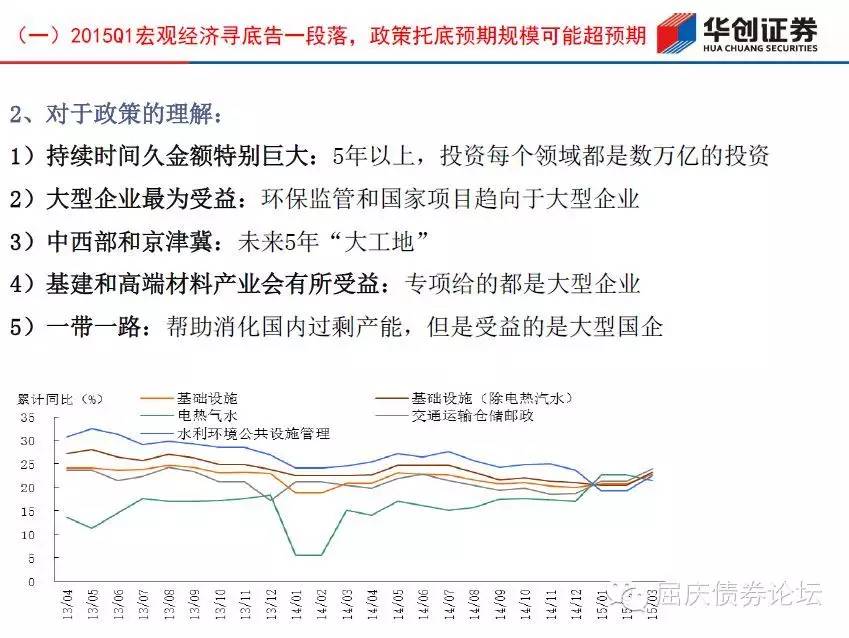 （一）2015Q1宏观经济寻底告一段落，政策托底预期规模可能超预期
华创证券
HUA CHUANG SECURITIES
2、对于政策的理解：
1）持续时间久金额特别巨大：5年以上，投资每个领域都是数万亿的投资
2）大型企业最为受益：环保监管和国家项目趋向于大型企业
3）中西部和京津冀：未来5年“大工地”
4）基建和高端材料产业会有所受益：专项给的都是大型企业
5）一带一路：帮助消化国内过剩产能，但是受益的是大型国企
累计同比（%）
基础设施
基础设施（除电热汽水）
电热气水
交通运输仓储邮政
水利环境公共设施管理
35
30
25
20
15
10
5
0
13/04 13/05 13/06 13/07 13/08 13/09 13/10 13/11 13/12 14/01 14/02 14/03 14/04 14/05 14/06 14/07 14/08 14/09 14/10 14/11 14/12 15/01 15/03
屈庆债券论坛